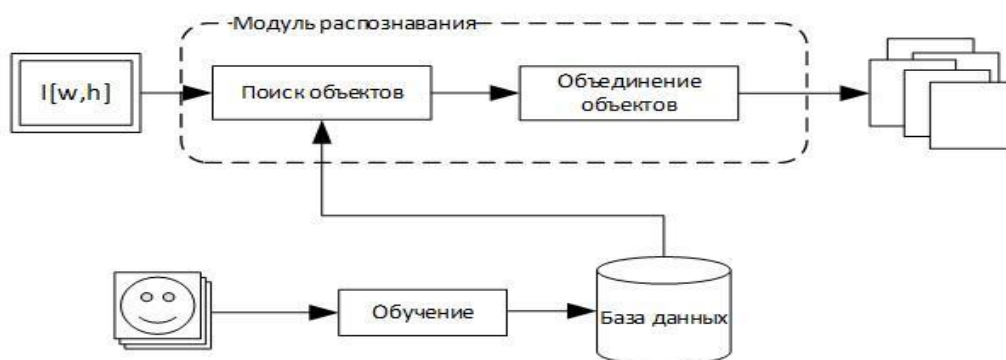 -Модуль распознавания
I[w,h]
Поиск объектов
Объединение
объектов
Обучение
База данных